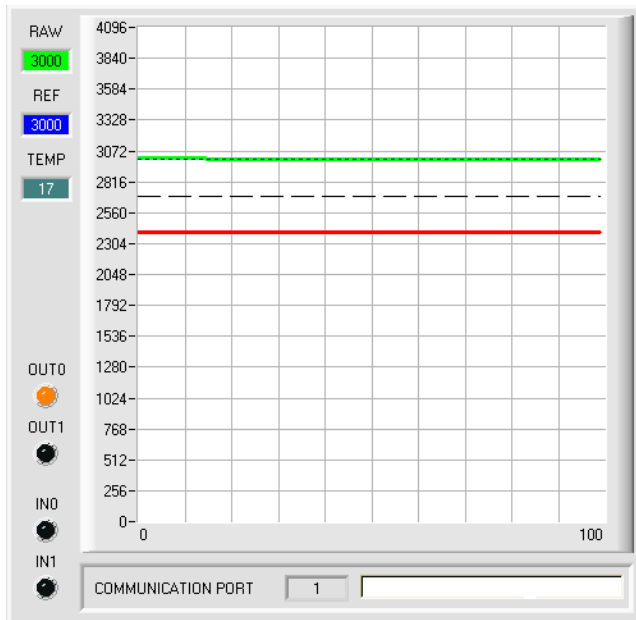 RAW
3000
REF
3000
TEMP
17
OUT0
OUT1
IN0
IN1
4096
3840
3584
3328
3072
2816
2560
2304
2048
1792
1536
1280
1024
768
512
256
0
0 100
COMMUNICATION PORT 1